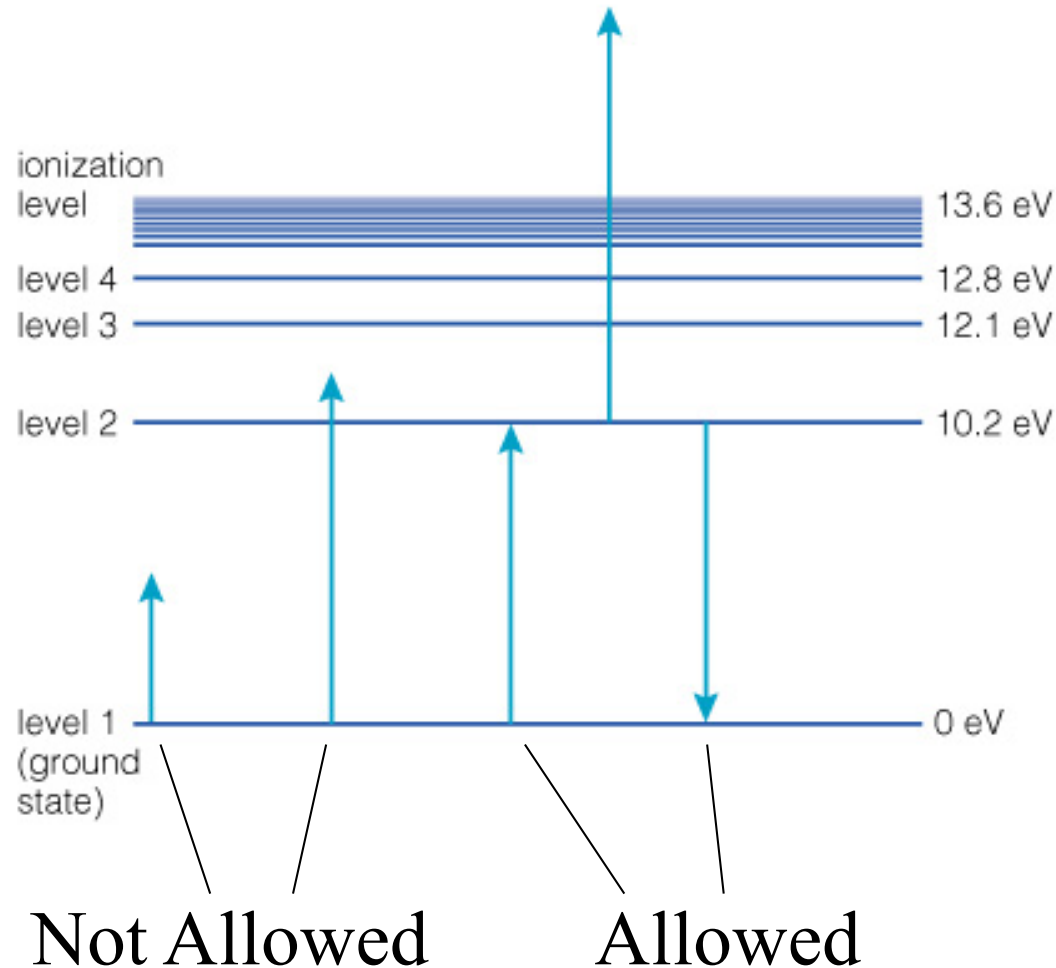 ionization
level 13.6 eV
level 4 12.8 eV
level 3 12.1 eV
level 2 10.2 eV
level 1 0 eV
(ground
state)
Not Allowed Allowed